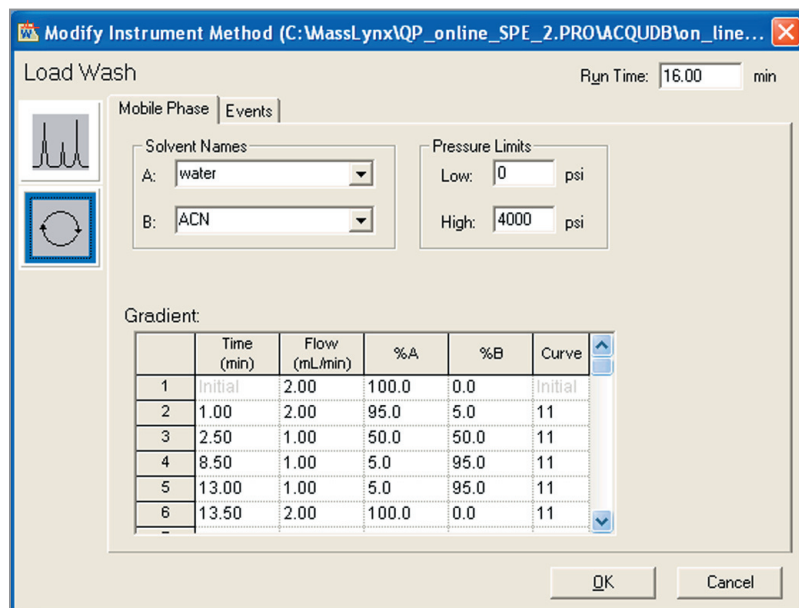 Modify Instrument Method (C:\MassLynx\QP_online_SPE_2.PRO\ACQUDB\on_line...
Load Wash
Run Time: 16.00 min
Mobile Phase Events
Solvent Names Pressure Limits
A: water Low: 0 psi
B: ACN High: 4000 psi
Gradient:
Time (min) Flow (mL/min) %A %B Curve
1 Initial 2.00 100.0 0.0 Initial
2 1.00 2.00 95.0 5.0 11
3 2.50 1.00 50.0 50.0 11
4 8.50 1.00 5.0 95.0 11
5 13.00 1.00 5.0 95.0 11
6 13.50 2.00 100.0 0.0 11
OK Cancel